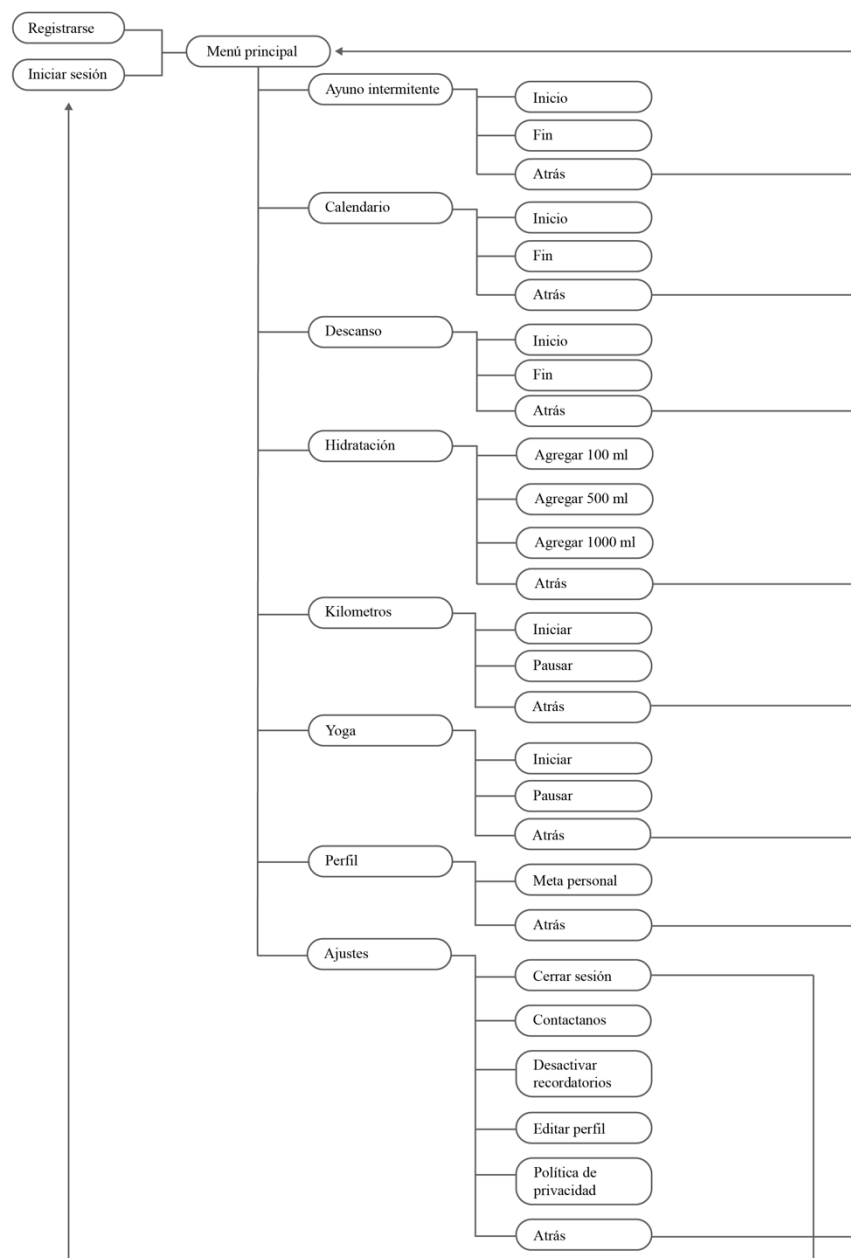 Registrarse
Iniciar sesión
Menú principal
Ayuno intermitente
Inicio
Fin
Atrás
Calendario
Inicio
Fin
Atrás
Descanso
Inicio
Fin
Atrás
Hidratación
Agregar 100 ml
Agregar 500 ml
Agregar 1000 ml
Atrás
Kilometros
Iniciar
Pausar
Atrás
Yoga
Iniciar
Pausar
Atrás
Perfil
Meta personal
Atrás
Ajustes
Cerrar sesión
Contactanos
Desactivar
recordatorios
Editar perfil
Política de
privacidad
Atrás